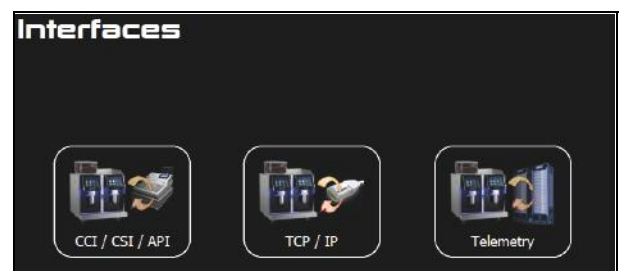 Interfaces
CCI / CSI / API
TCP / IP
Telemetry